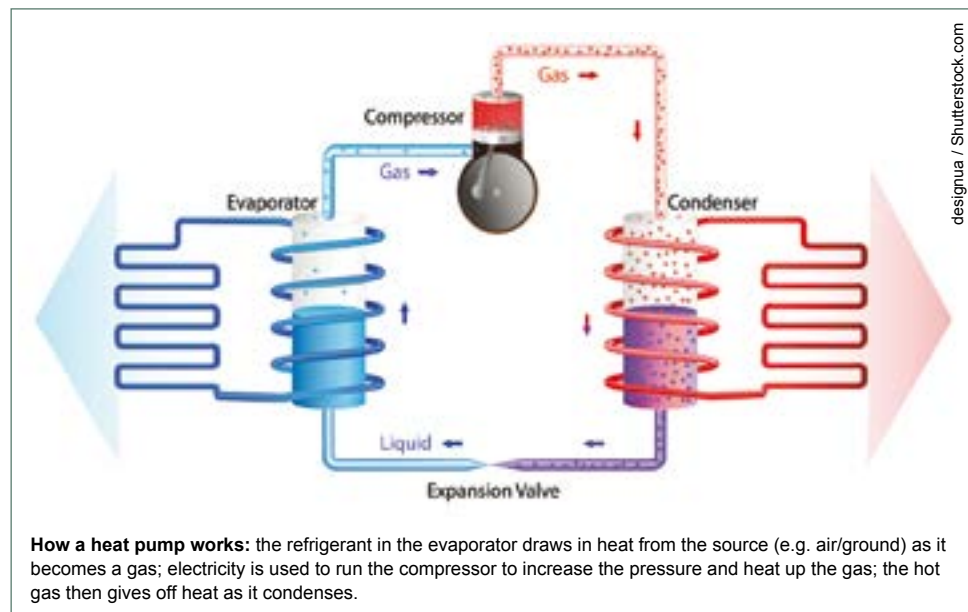 Gas
Compressor
Gas
Evaporator
Condenser
Liquid
Expansion Valve
designua / Shutterstock.com
How a heat pump works: the refrigerant in the evaporator draws in heat from the source (e.g. air/ground) as it
becomes a gas; electricity is used to run the compressor to increase the pressure and heat up the gas; the hot
gas then gives off heat as it condenses.